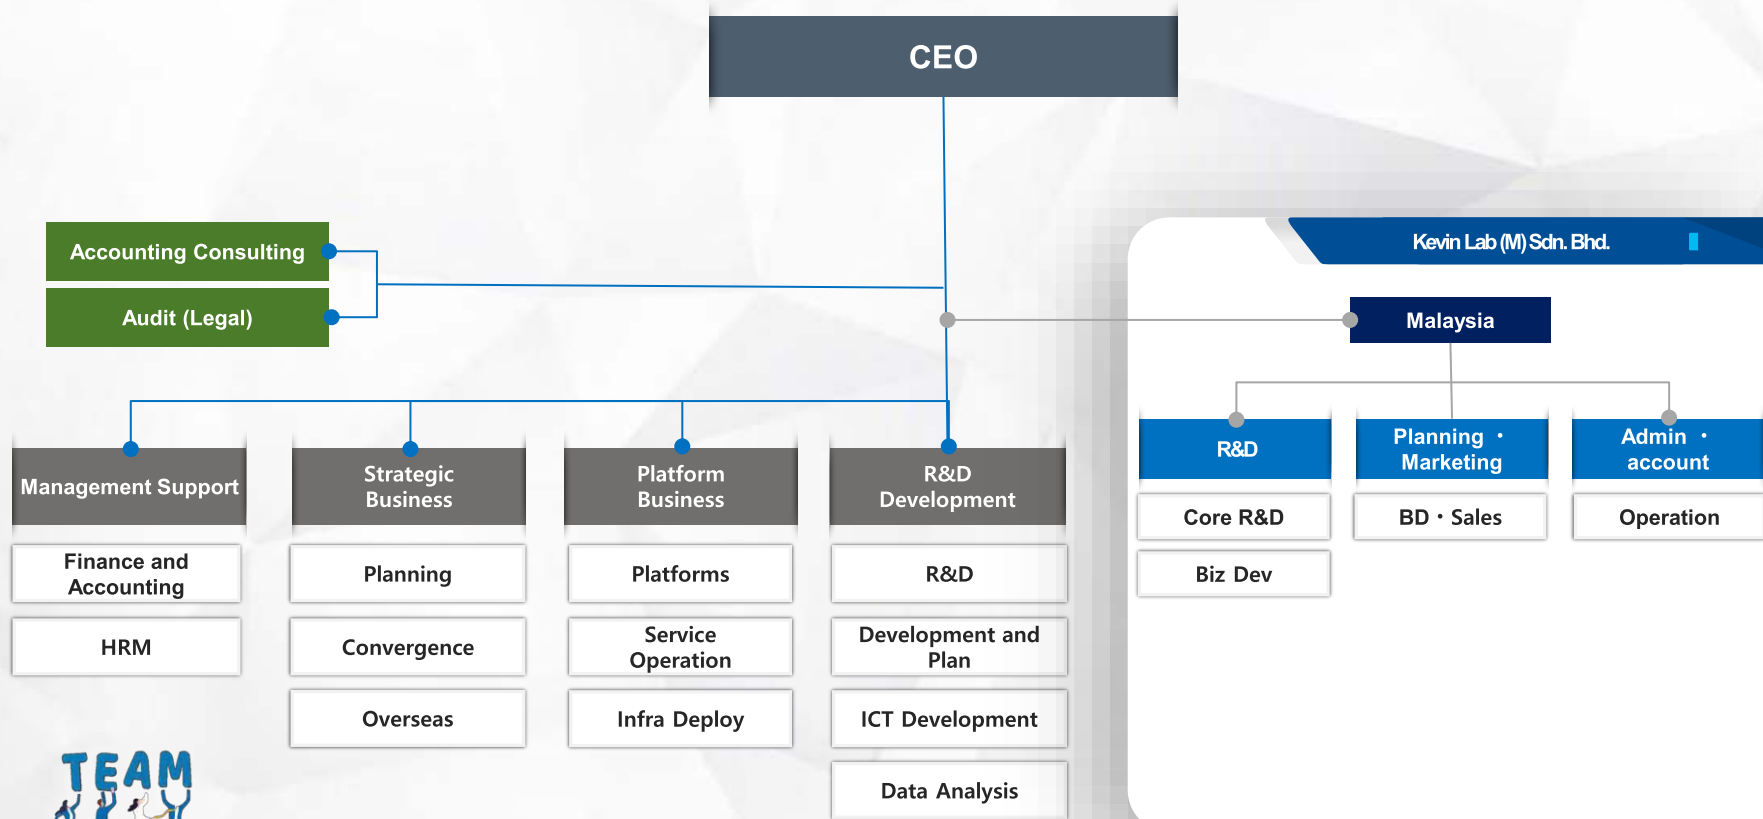 CEO
Accounting Consulting
Audit (Legal)
Kevin Lab (M) Sdn. Bhd.
Malaysia
Management Support
Finance and
Accounting
HRM
Strategic
Business
Planning
Convergence
Overseas
Platform
Business
Platforms
Service
Operation
Infra Deploy
R&D
Development
R&D
Development and
Plan
ICT Development
Data Analysis
R&D
Core R&D
Biz Dev
Planning ・
Marketing
BD・Sales
Admin ・
account
Operation
TEAM